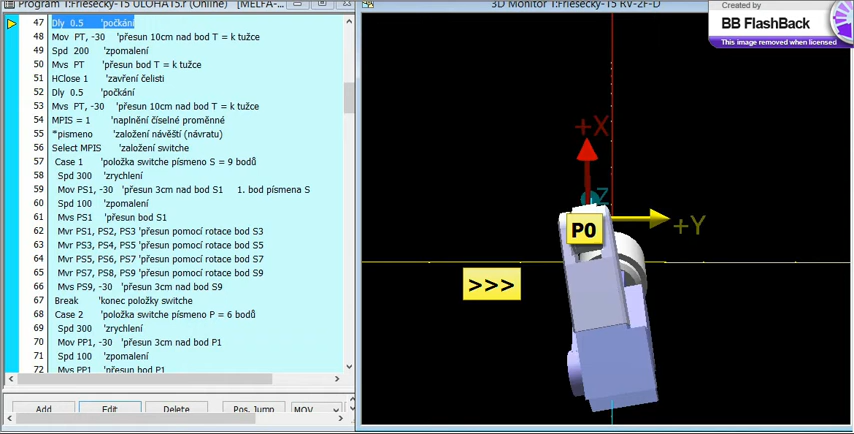 Program T:Friesecky-T5 ULOHAT5.r (Online) [MELFA-...
47 Dly 0.5 'počkání
48 Mov PT, -30 'přesun 10cm nad bod T = k tužce
49 Spd 200 'zpomalení
50 Mvs PT 'přesun bod T = k tužce
51 HClose 1 'zavření čelisti
52 Dly 0.5 'počkání
53 Mvs PT, -30 'přesun 10cm nad bod T = k tužce
54 MPIS = 1 'naplnění číselné proměnné
55 *pismeno 'založení návěští (návratu)
56 Select MPIS 'založení switche
57 Case 1 'položka switche písmeno S = 9 bodů
58 Spd 300 'zrychlení
59 Mov PS1, -30 'přesun 3cm nad bod S1 1. bod písmena S
60 Spd 100 'zpomalení
61 Mvs PS1 'přesun bod S1
62 Mvr PS1, PS2, PS3 'přesun pomocí rotace bod S3
63 Mvr PS3, PS4, PS5 'přesun pomocí rotace bod S5
64 Mvr PS5, PS6, PS7 'přesun pomocí rotace bod S7
65 Mvr PS7, PS8, PS9 'přesun pomocí rotace bod S9
66 Mvs PS9, -30 'přesun 3cm nad bod S9
67 Break 'konec položky switche
68 Case 2 'položka switche písmeno P = 6 bodů
69 Spd 300 'zrychlení
70 Mov PP1, -30 'přesun 3cm nad bod P1
71 Spd 100 'zpomalení
72 Mvs PP1 'přesun bod P1
Add Edit Delete Pos. Jump MOV
3D Monitor T:Friesecky-T5 RV-2F-D
Created by
BB FlashBack
This image removed when licensed
+X
Z
+Y
P0
>>>